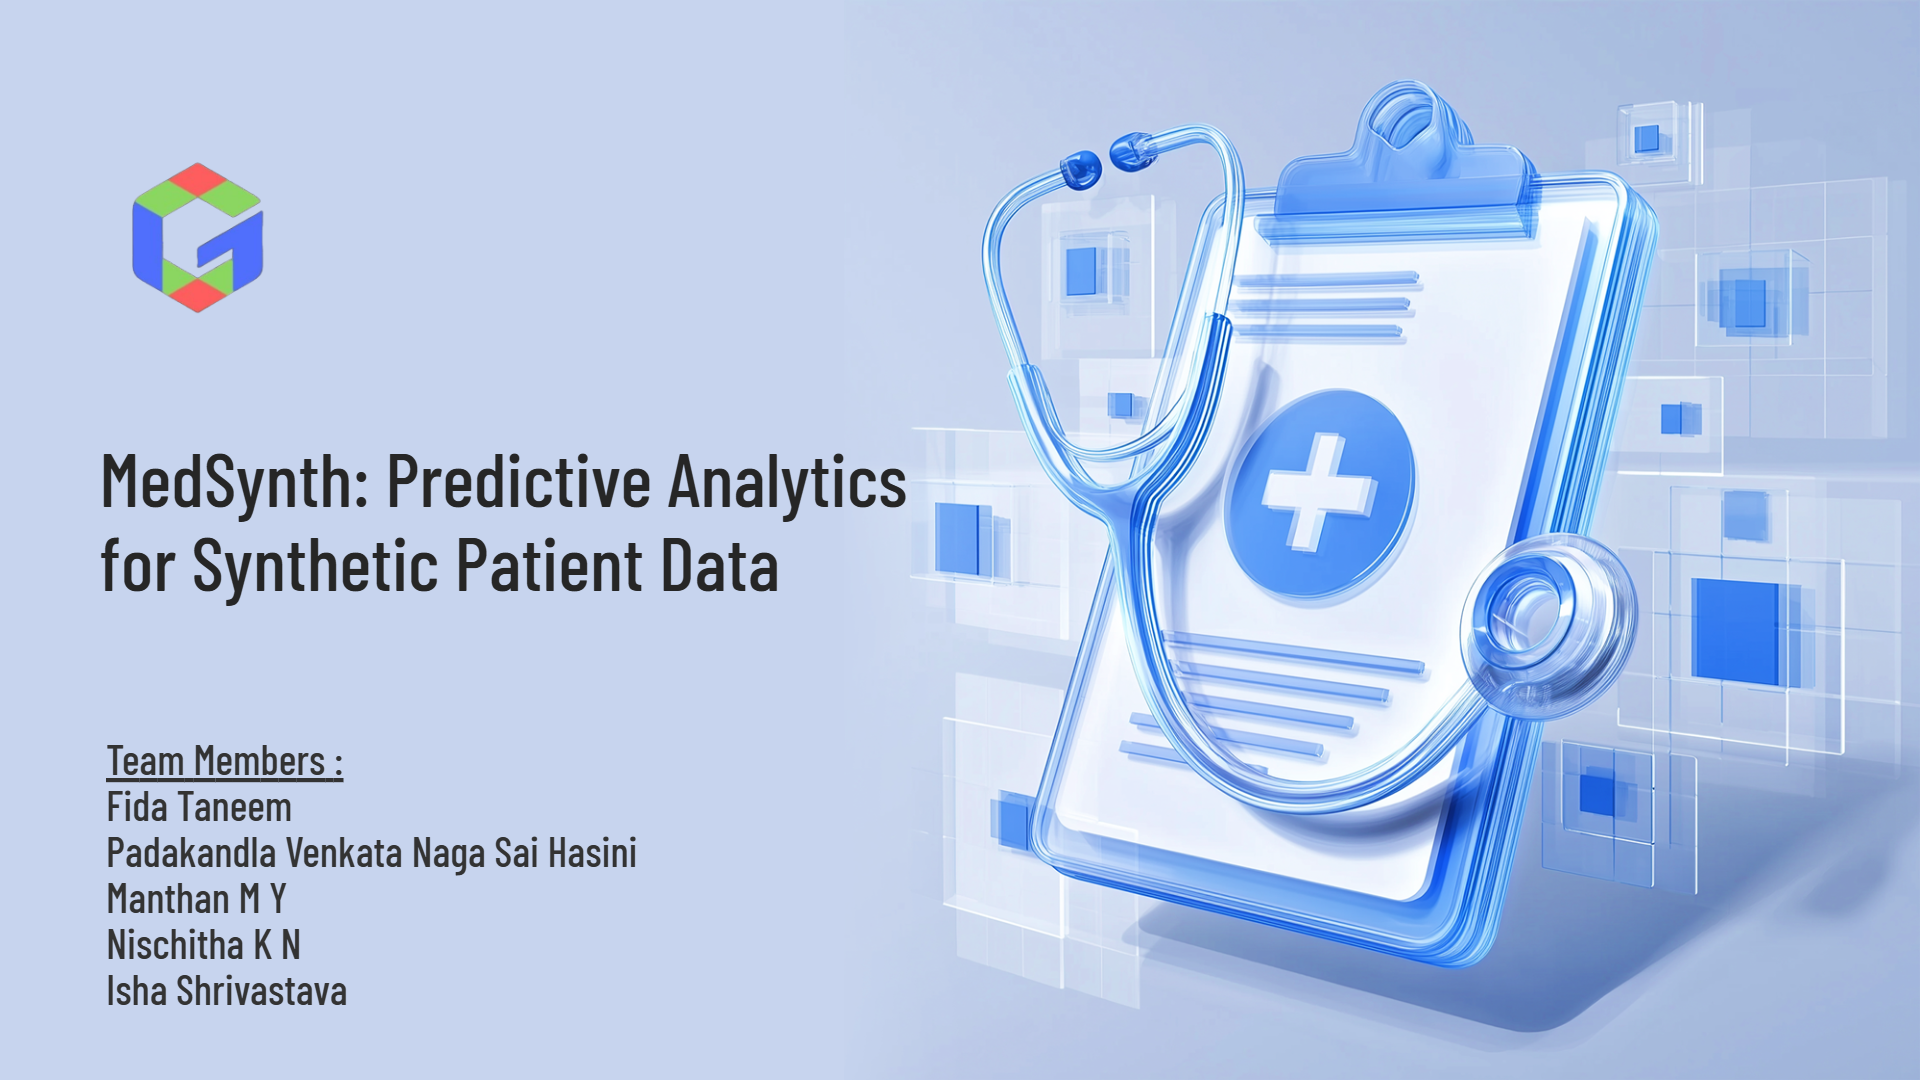 MedSynth: Predictive Analytics
for Synthetic Patient Data
Team Members :
Fida Taneem
Padakandla Venkata Naga Sai Hasini
Manthan M Y
Nischitha K N
Isha Shrivastava